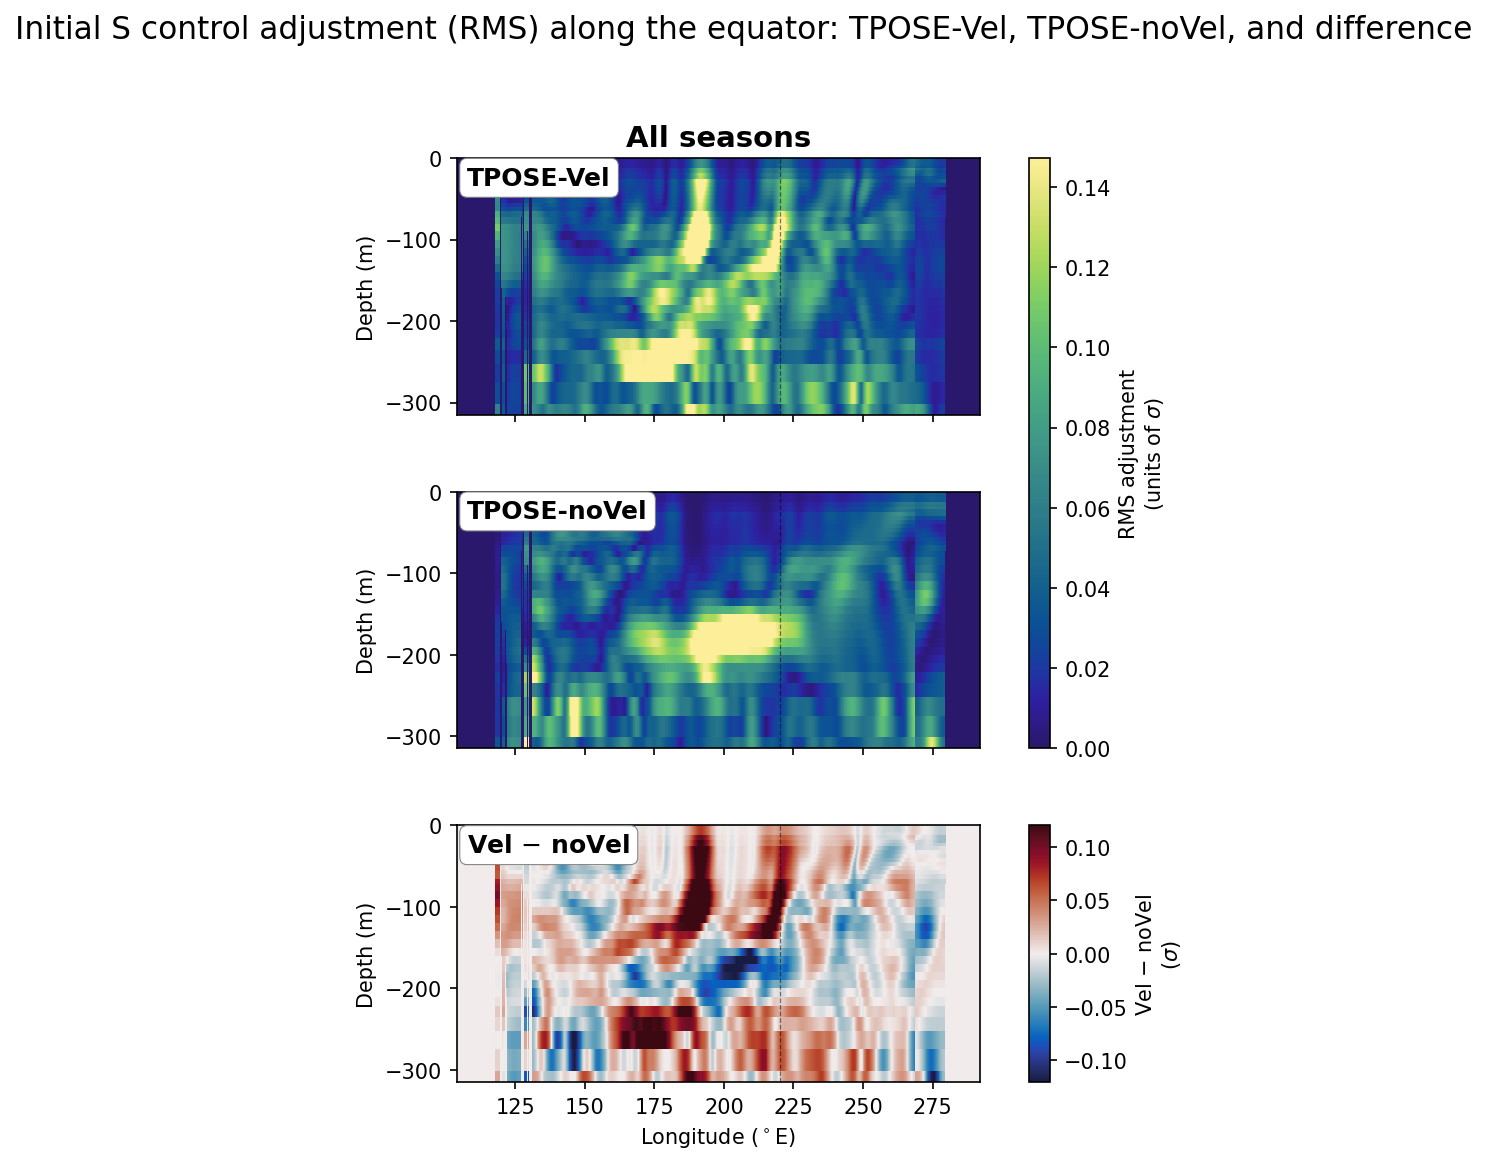 Initial S control adjustment (RMS) along the equator: TPOSE-Vel, TPOSE-noVel, and difference
All seasons
TPOSE-Vel
0
−100
−200
−300
Depth (m)
TPOSE-noVel
0
−100
−200
−300
Depth (m)
0.14
0.12
0.10
0.08
0.06
0.04
0.02
0.00
RMS adjustment
(units of σ)
Vel − noVel
0
−100
−200
−300
Depth (m)
125 150 175 200 225 250 275
Longitude (°E)
0.10
0.05
0.00
−0.05
−0.10
Vel − noVel
(σ)